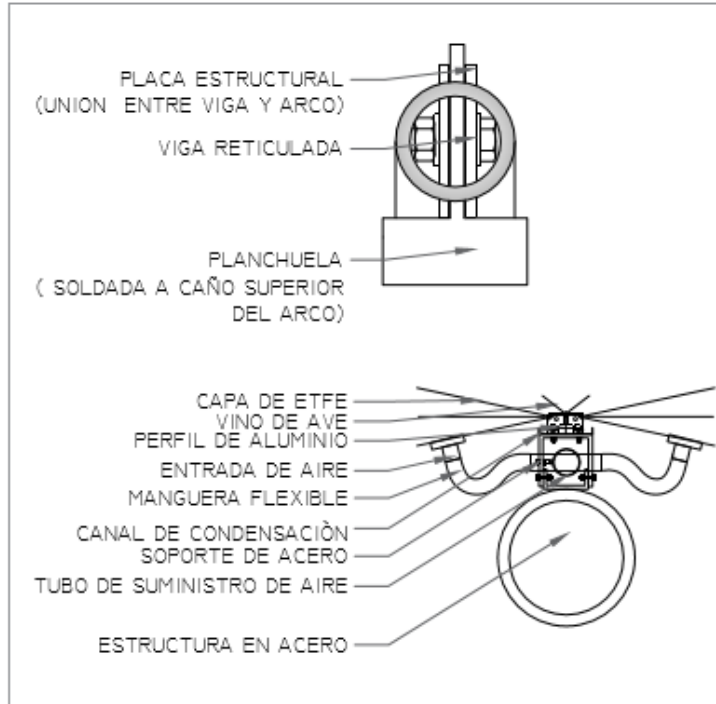 PLACA ESTRUCTURAL
(UNION ENTRE VIGA Y ARCO)
VIGA RETICULADA
PLANCHUELA
( SOLDADA A CAÑO SUPERIOR
DEL ARCO)
CAPA DE ETFE
VINO DE AVE
PERFIL DE ALUMINIO
ENTRADA DE AIRE
MANGUERA FLEXIBLE
CANAL DE CONDENSACIÒN
SOPORTE DE ACERO
TUBO DE SUMINISTRO DE AIRE
ESTRUCTURA EN ACERO